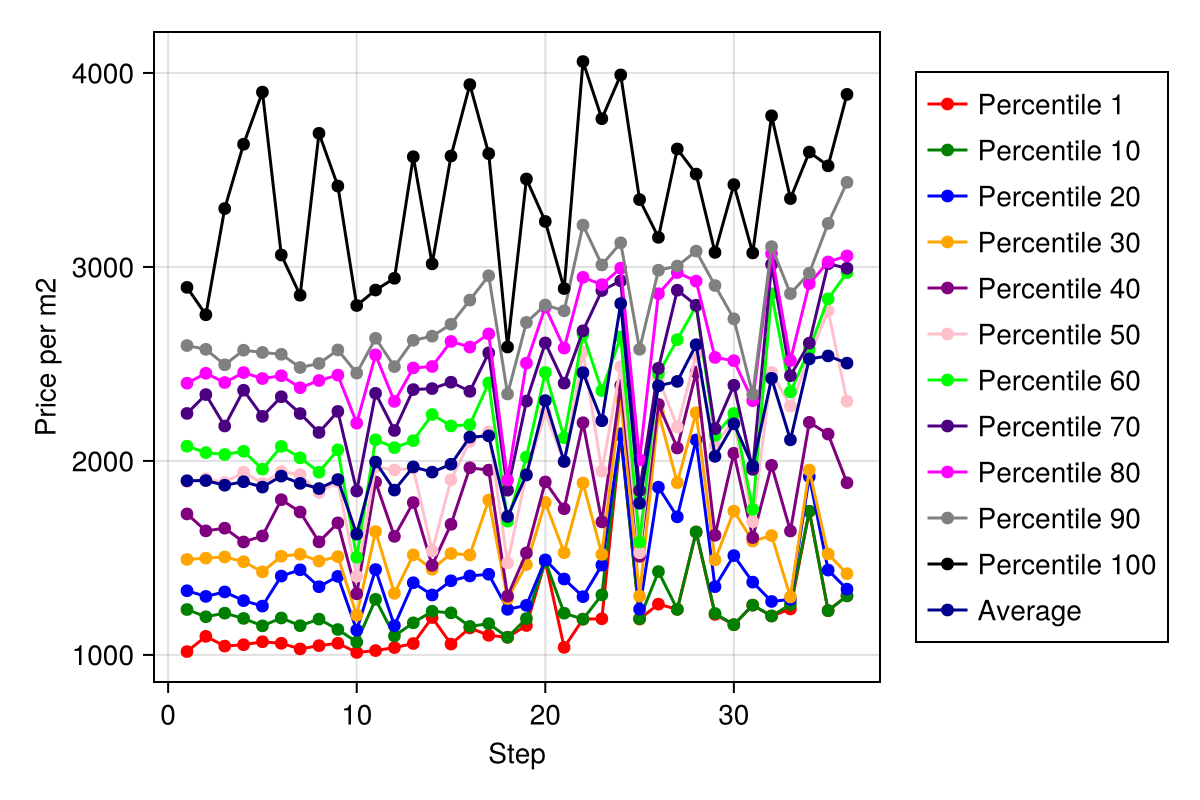 4000
3000
2000
1000
Price per m2
0 10 20 30
Step
Percentile 1
Percentile 10
Percentile 20
Percentile 30
Percentile 40
Percentile 50
Percentile 60
Percentile 70
Percentile 80
Percentile 90
Percentile 100
Average